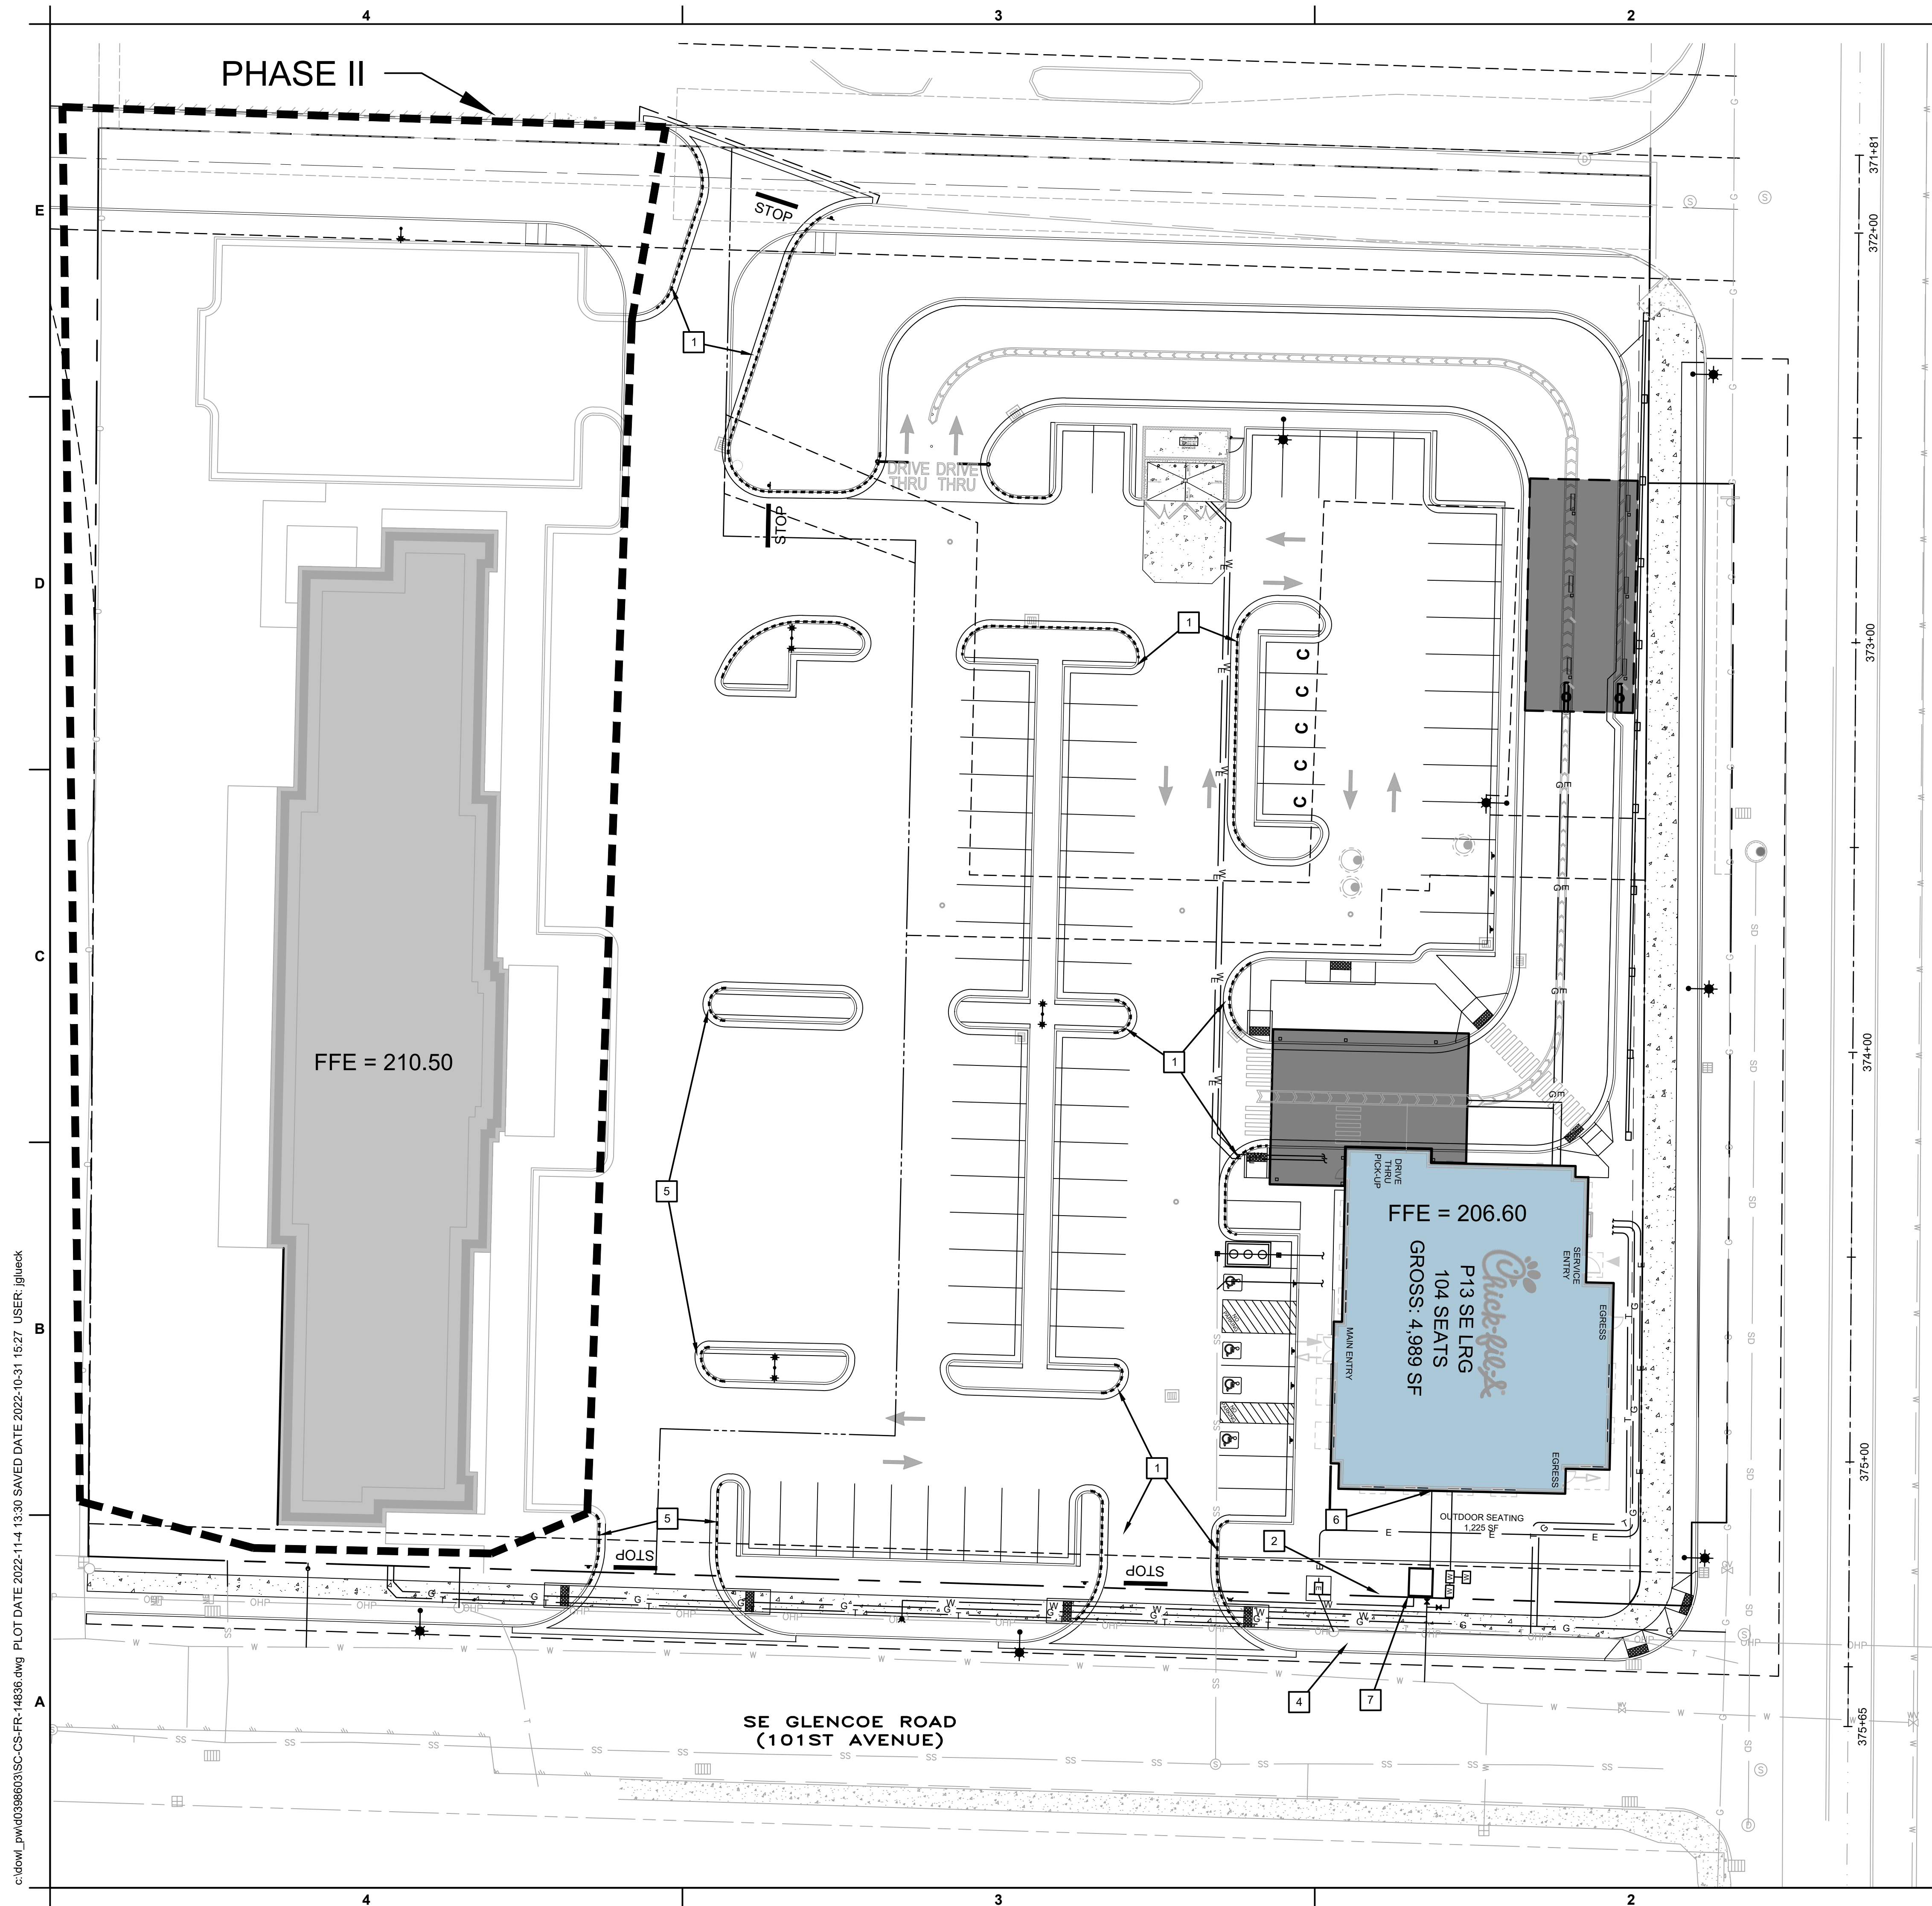 4
3
2
PHASE II
E
D
C
B
A
STOP
371+81
372+00
1
DRIVE DRIVE
THRU THRU
STOP
1
C
C
C
C
C
373+00
FFE = 210.50
1
374+00
5
DRIVE
THRU
PICK-UP
FFE = 206.60
SERVICE
ENTRY
Chick-fil-A
P13 SE LRG
104 SEATS
GROSS: 4,989 SF
EGRESS
MAIN ENTRY
EGRESS
375+00
1
5
6
2
OUTDOOR SEATING
1,225 SF
STOP
STOP
4
7
SE GLENCOE ROAD
(101ST AVENUE)
375+65
c:\dowl_pw\d0398603\SC-CS-FR-14836.dwg PLOT DATE 2022-11-4 13:30 SAVED DATE 2022-10-31 15:27 USER: jglueck
4
3
2